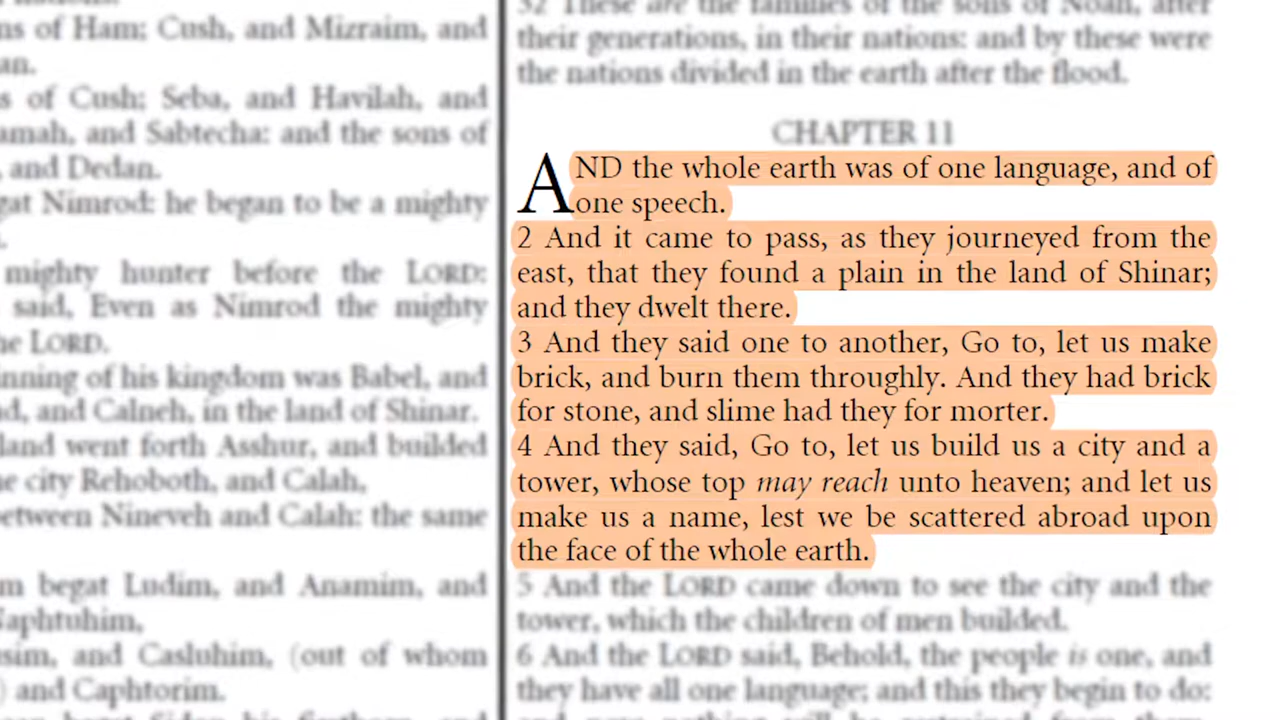 ns of Ham; Cush, and Mizraim, and
an.
s of Cush; Seba, and Havilah, and
amah, and Sabtecha: and the sons of
, and Dedan.
gat Nimrod: he began to be a mighty
mighty hunter before the LORD:
said, Even as Nimrod the mighty
he LORD.
nning of his kingdom was Babel, and
d, and Calneh, in the land of Shinar.
land went forth Asshur, and builded
e city Rehoboth, and Calah,
between Nineveh and Calah: the same
m begat Ludim, and Anamim, and
Naphtuhim,
sim, and Casluhim, (out of whom
) and Caphtorim.
32 These are the families of the sons of Noah, after
their generations, in their nations: and by these were
the nations divided in the earth after the flood.
CHAPTER 11
AND the whole earth was of one language, and of
one speech.
2 And it came to pass, as they journeyed from the
east, that they found a plain in the land of Shinar;
and they dwelt there.
3 And they said one to another, Go to, let us make
brick, and burn them throughly. And they had brick
for stone, and slime had they for morter.
4 And they said, Go to, let us build us a city and a
tower, whose top may reach unto heaven; and let us
make us a name, lest we be scattered abroad upon
the face of the whole earth.
5 And the LORD came down to see the city and the
tower, which the children of men builded.
6 And the LORD said, Behold, the people is one, and
they have all one language; and this they begin to do: